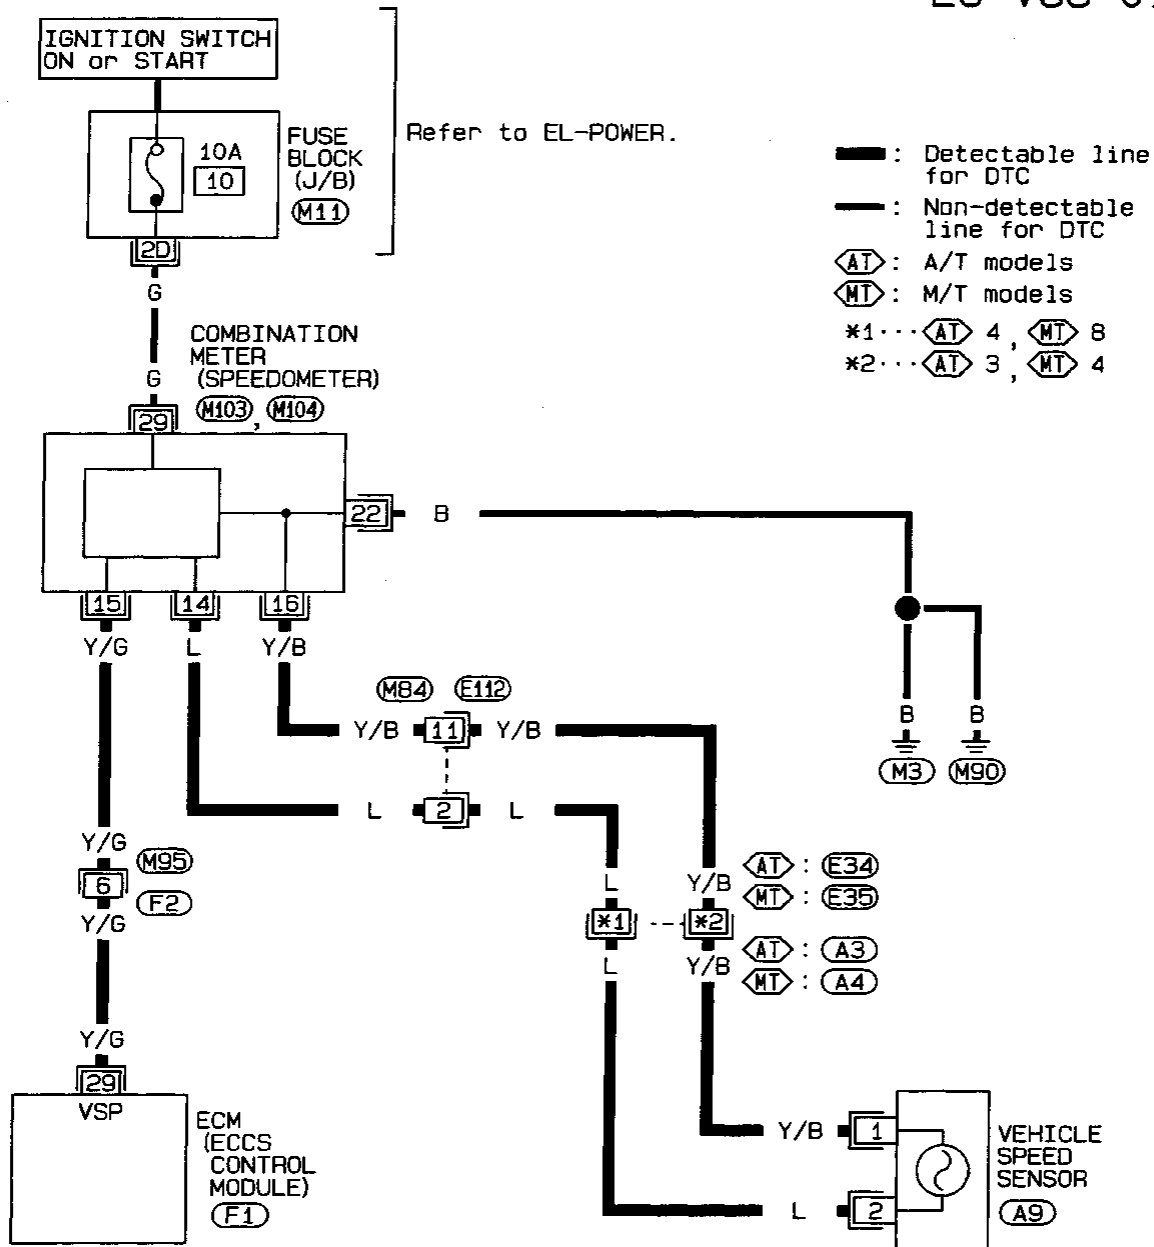 IGNITION SWITCH
ON or START
10A
10
FUSE
BLOCK
(J/B)
M11
Refer to EL-POWER.
: Detectable line
for DTC
: Non-detectable
line for DTC
AT : A/T models
MT : M/T models
*1··· AT 4 , MT 8
*2··· AT 3 , MT 4
2D
G
G
COMBINATION
METER
(SPEEDOMETER)
M103 , M104
29
22 B
15 14 16
Y/G L Y/B
M84 E112
Y/B 11 Y/B
L 2 L
B B
M3 M90
Y/G
M95
6
F2
Y/G
L Y/B
AT : E34
MT : E35
*1 *2
AT : A3
MT : A4
L Y/B
Y/G
29
VSP
ECM
(ECCS
CONTROL
MODULE)
F1
Y/B 1
L 2
VEHICLE
SPEED
SENSOR
A9